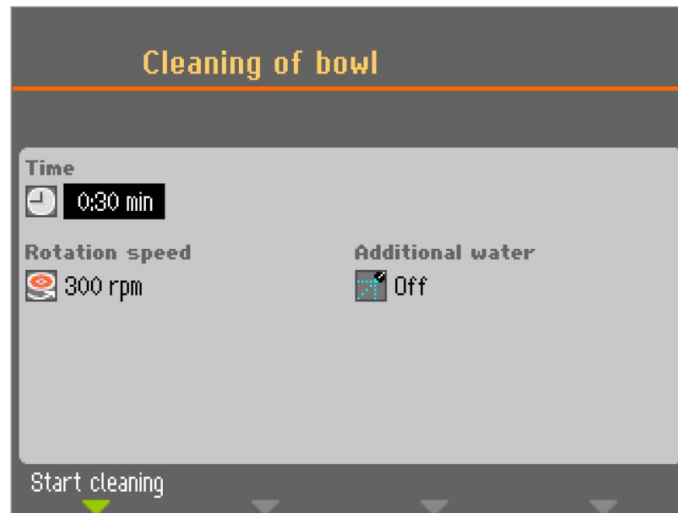 Cleaning of bowl
Time
0:30 min
Rotation speed
300 rpm
Additional water
Off
Start cleaning